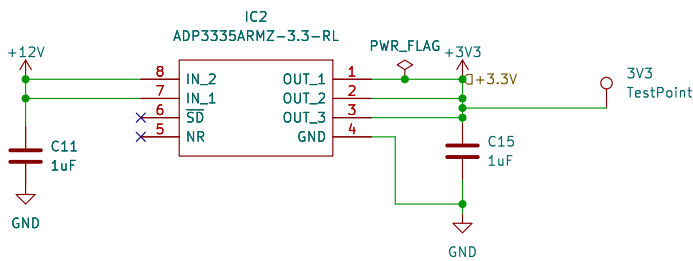 IC2
ADP3335ARMZ-3.3-RL
+12V
PWR_FLAG
+3V3
8 IN_2 OUT_1 1
+3.3V
3V3
7 IN_1 OUT_2 2
TestPoint
6 SD OUT_3 3
5 NR GND 4
C11
1uF
C15
1uF
GND
GND